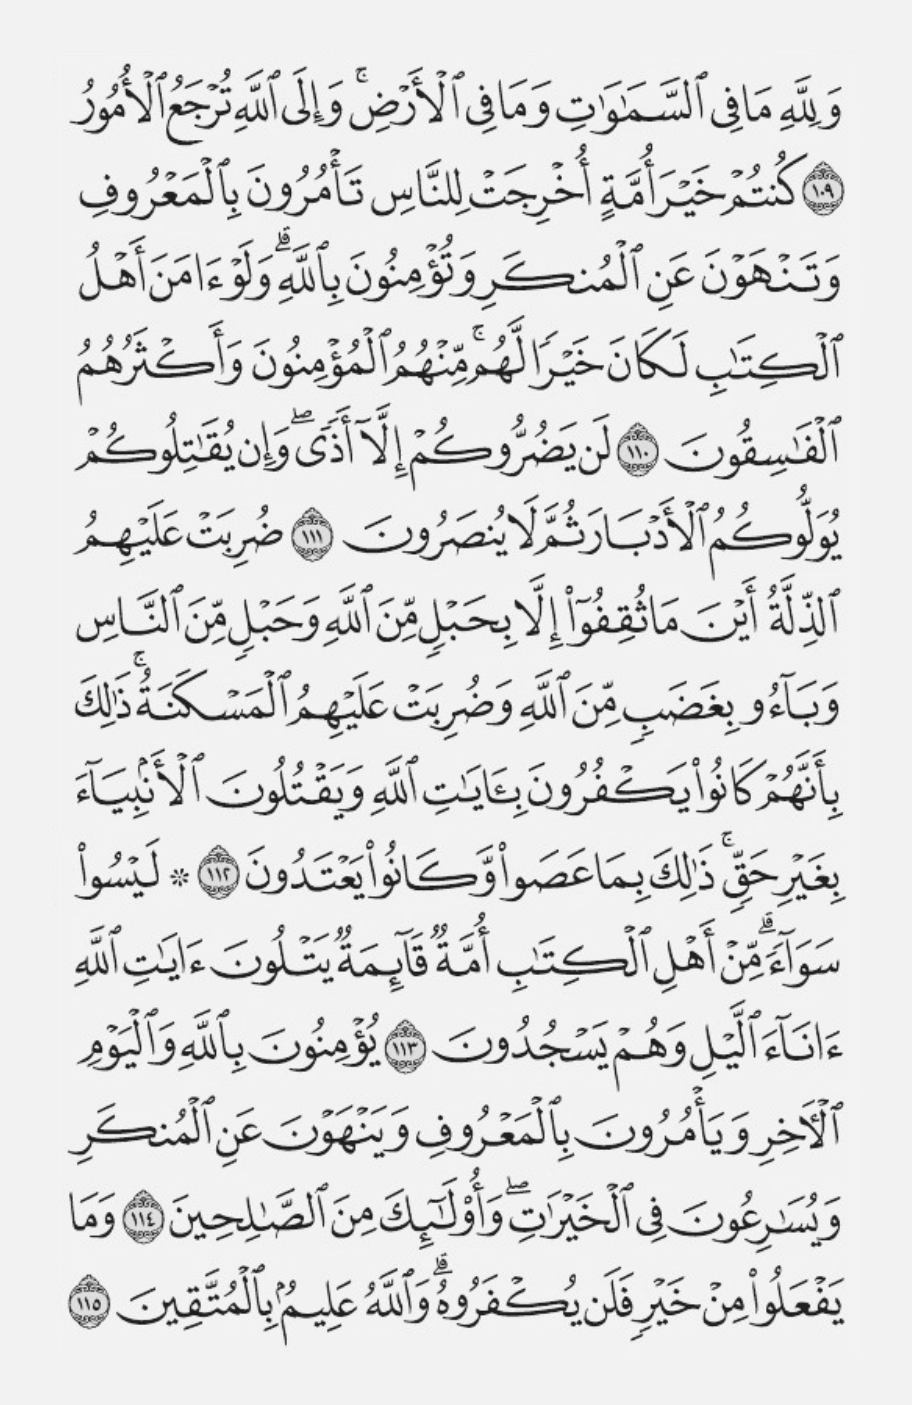 وَلِلَّهِ مَا فِى ٱلسَّمَٰوَٰتِ وَمَا فِى ٱلْأَرْضِ ۚ وَإِلَى ٱللَّهِ تُرْجَعُ ٱلْأُمُورُ
١٠٩ كُنتُمْ خَيْرَ أُمَّةٍ أُخْرِجَتْ لِلنَّاسِ تَأْمُرُونَ بِٱلْمَعْرُوفِ
وَتَنْهَوْنَ عَنِ ٱلْمُنكَرِ وَتُؤْمِنُونَ بِٱللَّهِ ۗ وَلَوْ ءَامَنَ أَهْلُ
ٱلْكِتَٰبِ لَكَانَ خَيْرًا لَّهُم ۚ مِّنْهُمُ ٱلْمُؤْمِنُونَ وَأَكْثَرُهُمُ
ٱلْفَٰسِقُونَ ١١٠ لَن يَضُرُّوكُمْ إِلَّآ أَذًى ۖ وَإِن يُقَٰتِلُوكُمْ
يُوَلُّوكُمُ ٱلْأَدْبَارَ ثُمَّ لَا يُنصَرُونَ ١١١ ضُرِبَتْ عَلَيْهِمُ
ٱلذِّلَّةُ أَيْنَ مَا ثُقِفُوٓا۟ إِلَّا بِحَبْلٍ مِّنَ ٱللَّهِ وَحَبْلٍ مِّنَ ٱلنَّاسِ
وَبَآءُو بِغَضَبٍ مِّنَ ٱللَّهِ وَضُرِبَتْ عَلَيْهِمُ ٱلْمَسْكَنَةُ ۚ ذَٰلِكَ
بِأَنَّهُمْ كَانُوا۟ يَكْفُرُونَ بِـَٔايَٰتِ ٱللَّهِ وَيَقْتُلُونَ ٱلْأَنۢبِيَآءَ
بِغَيْرِ حَقٍّ ۚ ذَٰلِكَ بِمَا عَصَوا۟ وَّكَانُوا۟ يَعْتَدُونَ ١١٢ ۞ لَيْسُوا۟
سَوَآءً ۗ مِّنْ أَهْلِ ٱلْكِتَٰبِ أُمَّةٌ قَآئِمَةٌ يَتْلُونَ ءَايَٰتِ ٱللَّهِ
ءَانَآءَ ٱلَّيْلِ وَهُمْ يَسْجُدُونَ ١١٣ يُؤْمِنُونَ بِٱللَّهِ وَٱلْيَوْمِ
ٱلْـَٔاخِرِ وَيَأْمُرُونَ بِٱلْمَعْرُوفِ وَيَنْهَوْنَ عَنِ ٱلْمُنكَرِ
وَيُسَٰرِعُونَ فِى ٱلْخَيْرَٰتِ ۖ وَأُو۟لَٰٓئِكَ مِنَ ٱلصَّٰلِحِينَ ١١٤ وَمَا
يَفْعَلُوا۟ مِنْ خَيْرٍ فَلَن يُكْفَرُوهُ ۗ وَٱللَّهُ عَلِيمٌۢ بِٱلْمُتَّقِينَ ١١٥